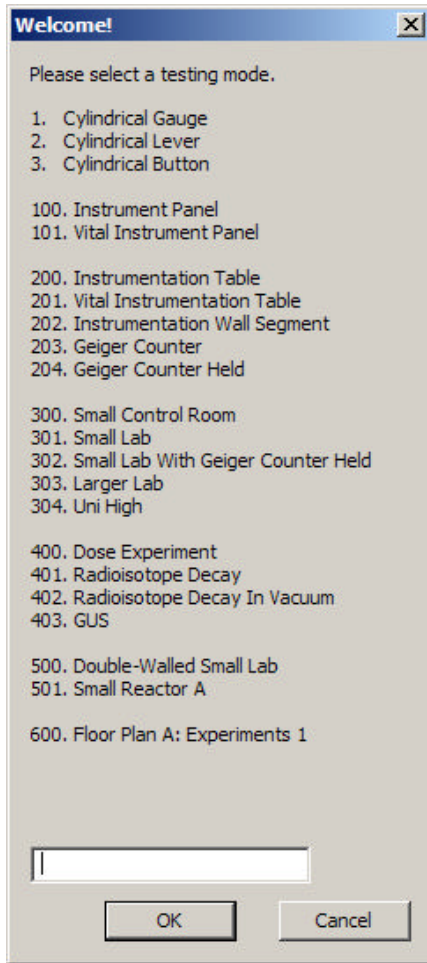 Welcome!
Please select a testing mode.
1. Cylindrical Gauge
2. Cylindrical Lever
3. Cylindrical Button
100. Instrument Panel
101. Vital Instrument Panel
200. Instrumentation Table
201. Vital Instrumentation Table
202. Instrumentation Wall Segment
203. Geiger Counter
204. Geiger Counter Held
300. Small Control Room
301. Small Lab
302. Small Lab With Geiger Counter Held
303. Larger Lab
304. Uni High
400. Dose Experiment
401. Radioisotope Decay
402. Radioisotope Decay In Vacuum
403. GUS
500. Double-Walled Small Lab
501. Small Reactor A
600. Floor Plan A: Experiments 1
OK Cancel